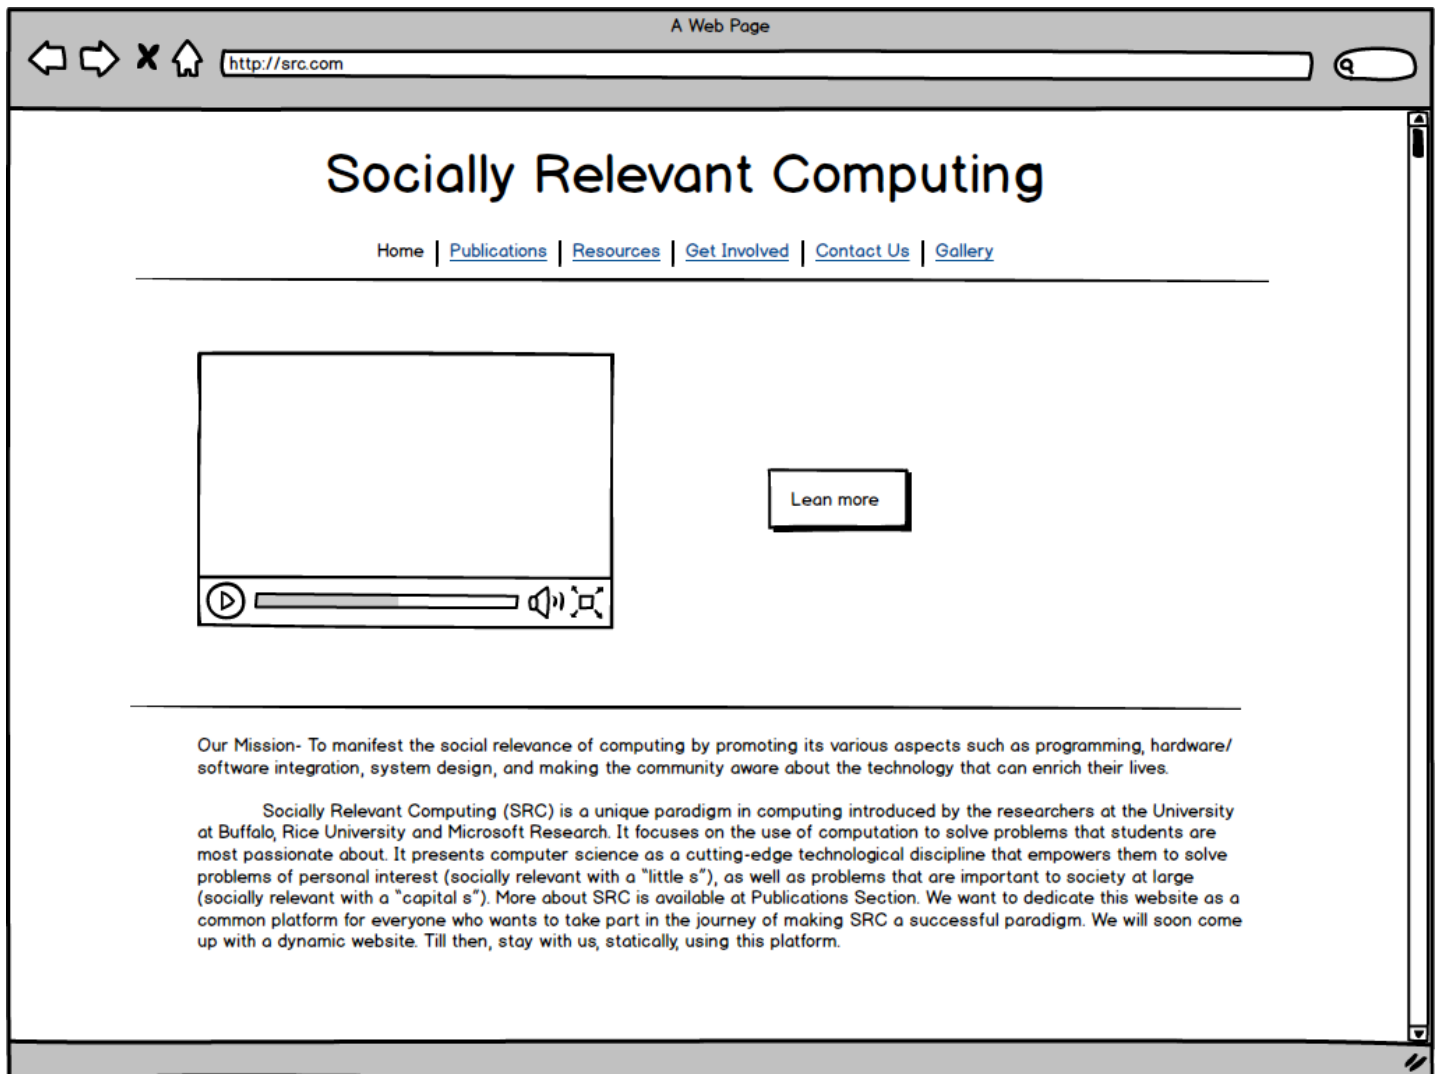 A Web Page
http://src.com
Socially Relevant Computing
Home | Publications | Resources | Get Involved | Contact Us | Gallery
Lean more
Our Mission- To manifest the social relevance of computing by promoting its various aspects such as programming, hardware/
software integration, system design, and making the community aware about the technology that can enrich their lives.
Socially Relevant Computing (SRC) is a unique paradigm in computing introduced by the researchers at the University
at Buffalo, Rice University and Microsoft Research. It focuses on the use of computation to solve problems that students are
most passionate about. It presents computer science as a cutting-edge technological discipline that empowers them to solve
problems of personal interest (socially relevant with a "little s"), as well as problems that are important to society at large
(socially relevant with a "capital s"). More about SRC is available at Publications Section. We want to dedicate this website as a
common platform for everyone who wants to take part in the journey of making SRC a successful paradigm. We will soon come
up with a dynamic website. Till then, stay with us, statically, using this platform.